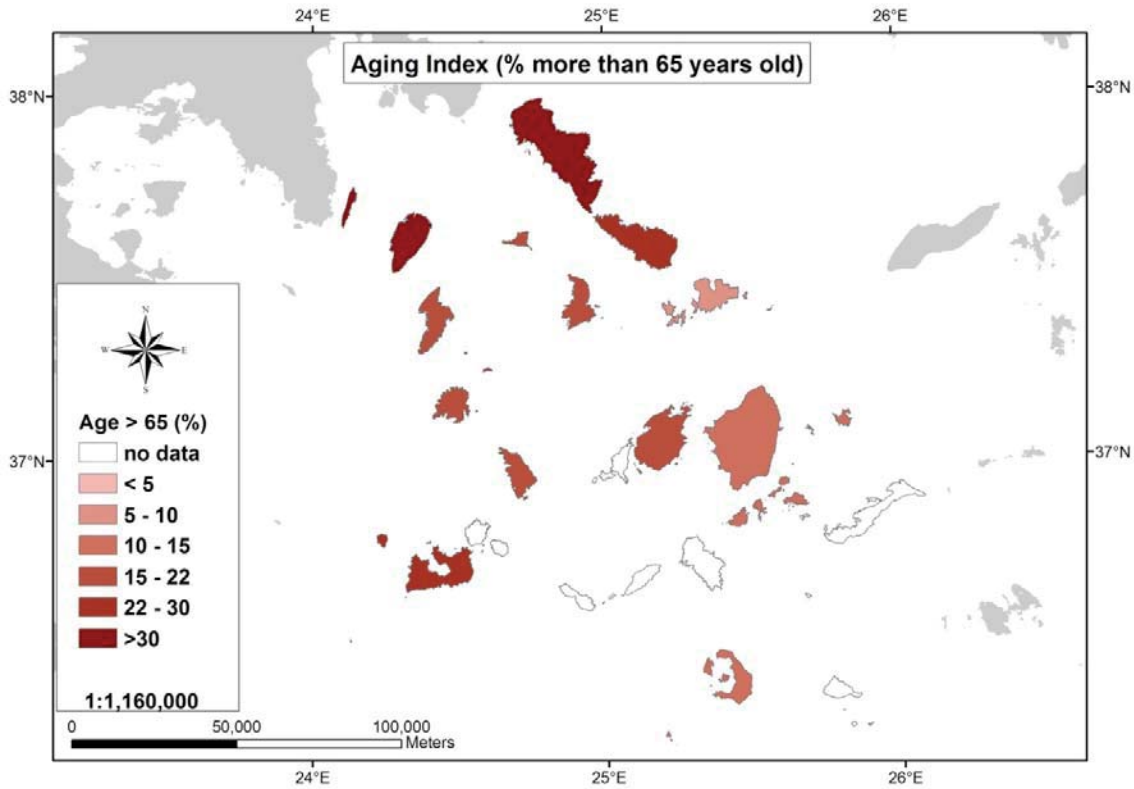 24°E 25°E 26°E
Aging Index (% more than 65 years old)
38°N 38°N
N
W E
S
Age > 65 (%)
no data
< 5
5 - 10
37°N 37°N
10 - 15
15 - 22
22 - 30
>30
1:1,160,000
0 50,000 100,000
Meters
24°E 25°E 26°E